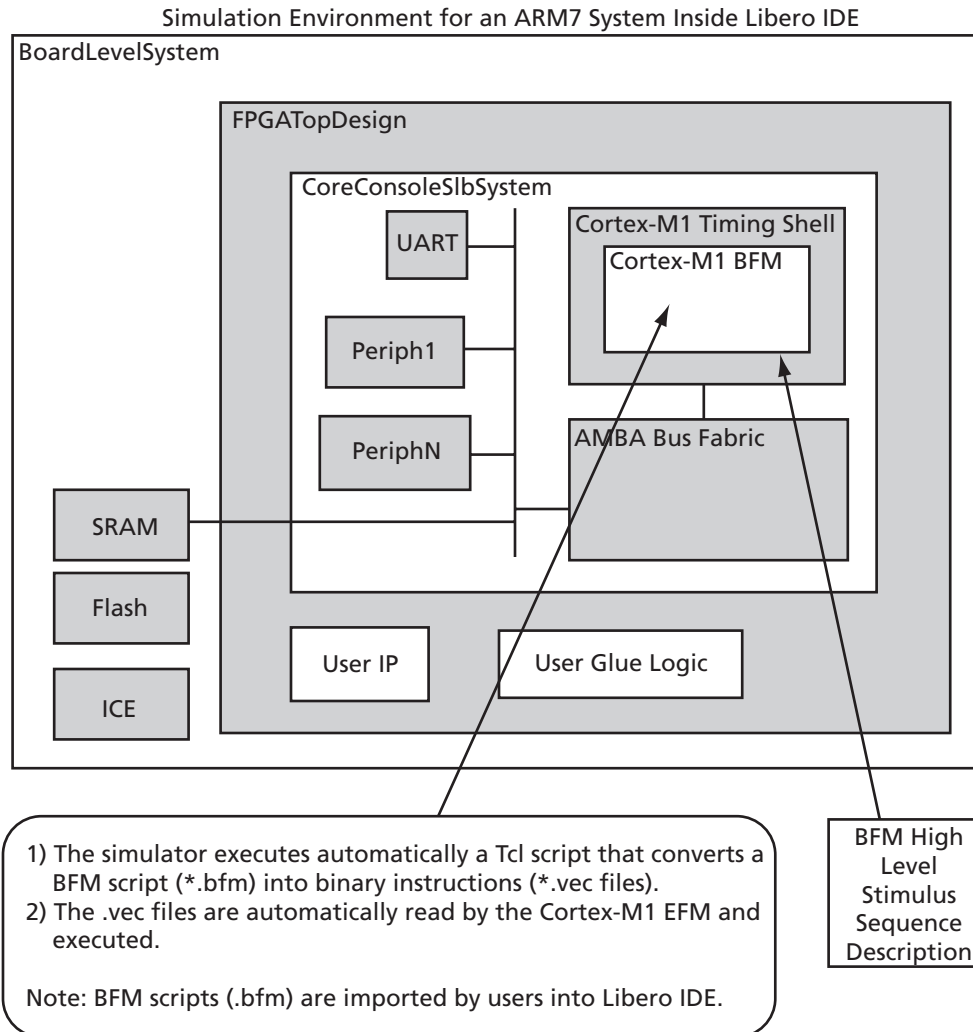 Simulation Environment for an ARM7 System Inside Libero IDE
BoardLevelSystem
FPGATopDesign
CoreConsoleSlbSystem
UART
Cortex-M1 Timing Shell
Cortex-M1 BFM
Periph1
PeriphN
AMBA Bus Fabric
SRAM
Flash
ICE
User IP
User Glue Logic
1) The simulator executes automatically a Tcl script that converts a
BFM script (*.bfm) into binary instructions (*.vec files).
2) The .vec files are automatically read by the Cortex-M1 EFM and
executed.
Note: BFM scripts (.bfm) are imported by users into Libero IDE.
BFM High
Level
Stimulus
Sequence
Description